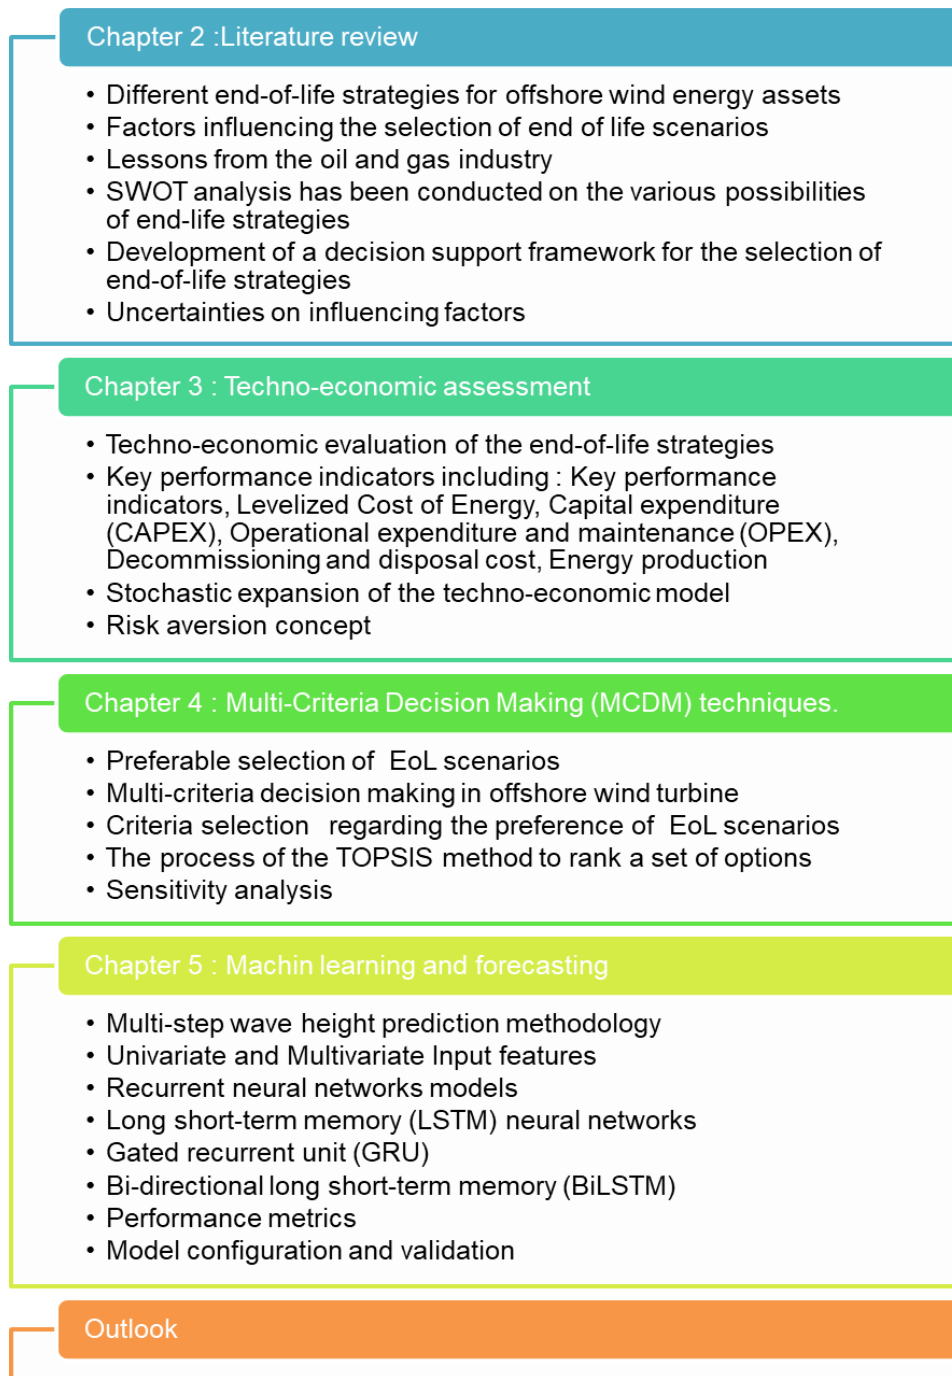 Chapter 2 :Literature review
• Different end-of-life strategies for offshore wind energy assets
• Factors influencing the selection of end of life scenarios
• Lessons from the oil and gas industry
• SWOT analysis has been conducted on the various possibilities
of end-life strategies
• Development of a decision support framework for the selection of
end-of-life strategies
• Uncertainties on influencing factors
Chapter 3 : Techno-economic assessment
• Techno-economic evaluation of the end-of-life strategies
• Key performance indicators including : Key performance
indicators, Levelized Cost of Energy, Capital expenditure
(CAPEX), Operational expenditure and maintenance (OPEX),
Decommissioning and disposal cost, Energy production
• Stochastic expansion of the techno-economic model
• Risk aversion concept
Chapter 4 : Multi-Criteria Decision Making (MCDM) techniques.
• Preferable selection of  EoL scenarios
• Multi-criteria decision making in offshore wind turbine
• Criteria selection   regarding the preference of  EoL scenarios
• The process of the TOPSIS method to rank a set of options
• Sensitivity analysis
Chapter 5 : Machin learning and forecasting
• Multi-step wave height prediction methodology
• Univariate and Multivariate Input features
• Recurrent neural networks models
• Long short-term memory (LSTM) neural networks
• Gated recurrent unit (GRU)
• Bi-directional long short-term memory (BiLSTM)
• Performance metrics
• Model configuration and validation
Outlook